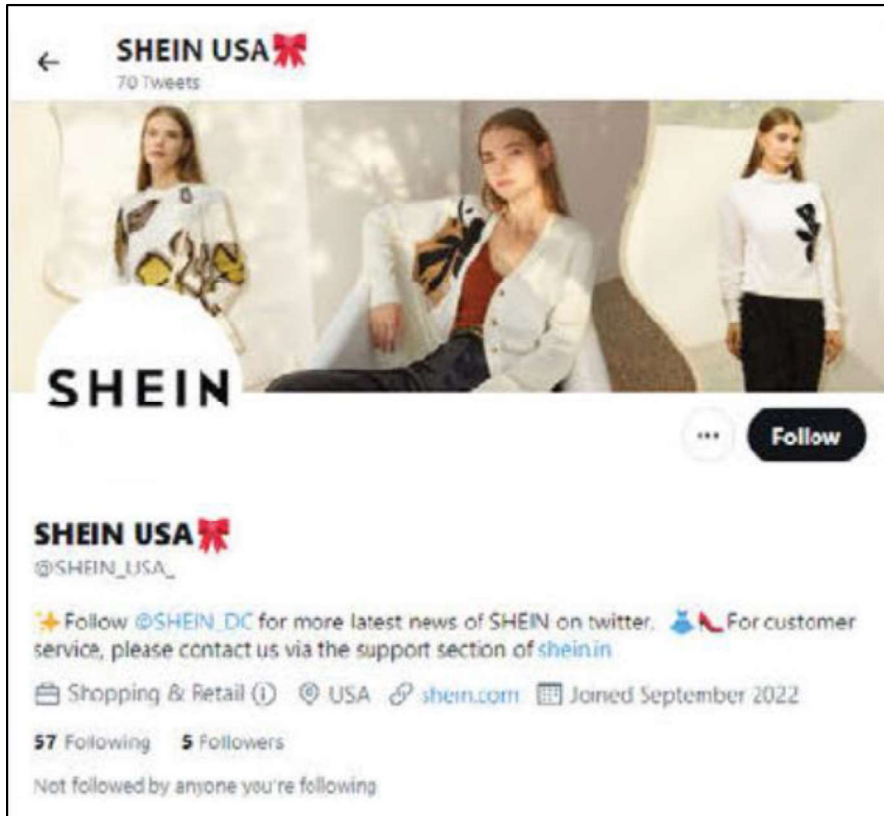 SHEIN USA🎀
70 Tweets
SHEIN
Follow
SHEIN USA🎀
@SHEIN_USA_
✨Follow @SHEIN_DC for more latest news of SHEIN on twitter. 👗👠For customer
service, please contact us via the support section of shein.in
Shopping & Retail USA shein.com Joined September 2022
57 Following 5 Followers
Not followed by anyone you're following